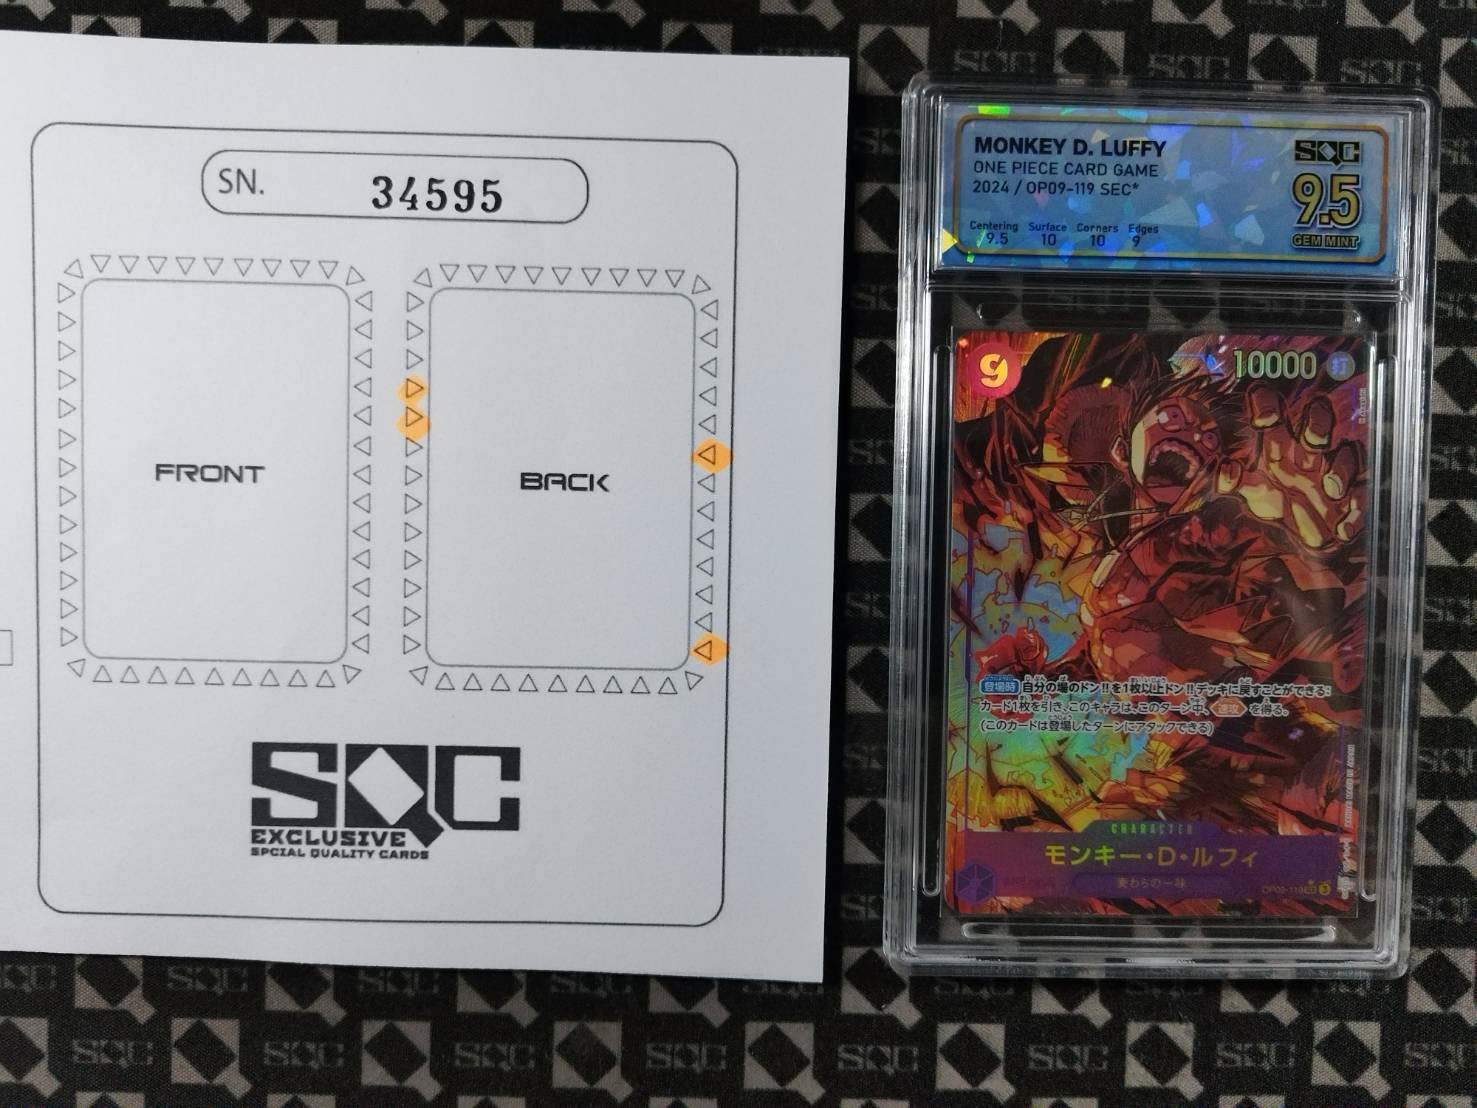 SN. 34595
FRONT
BACK
SQC
EXCLUSIVE
SPCIAL QUALITY CARDS
MONKEY D. LUFFY
ONE PIECE CARD GAME
2024 / OP09-119 SEC*
Centering Surface Corners Edges
9.5 10 10 9
SQC
9.5
GEM MINT
9
10000
打
登場時 自分の場のドン!!を1枚以上ドン!!デッキに戻すことができる:
カード1枚を引き、このキャラは、このターン中、速攻を得る。
(このカードは登場したターンにアタックできる)
CHARACTER
モンキー・D・ルフィ
麦わらの一味
OP09-119 SEC 3